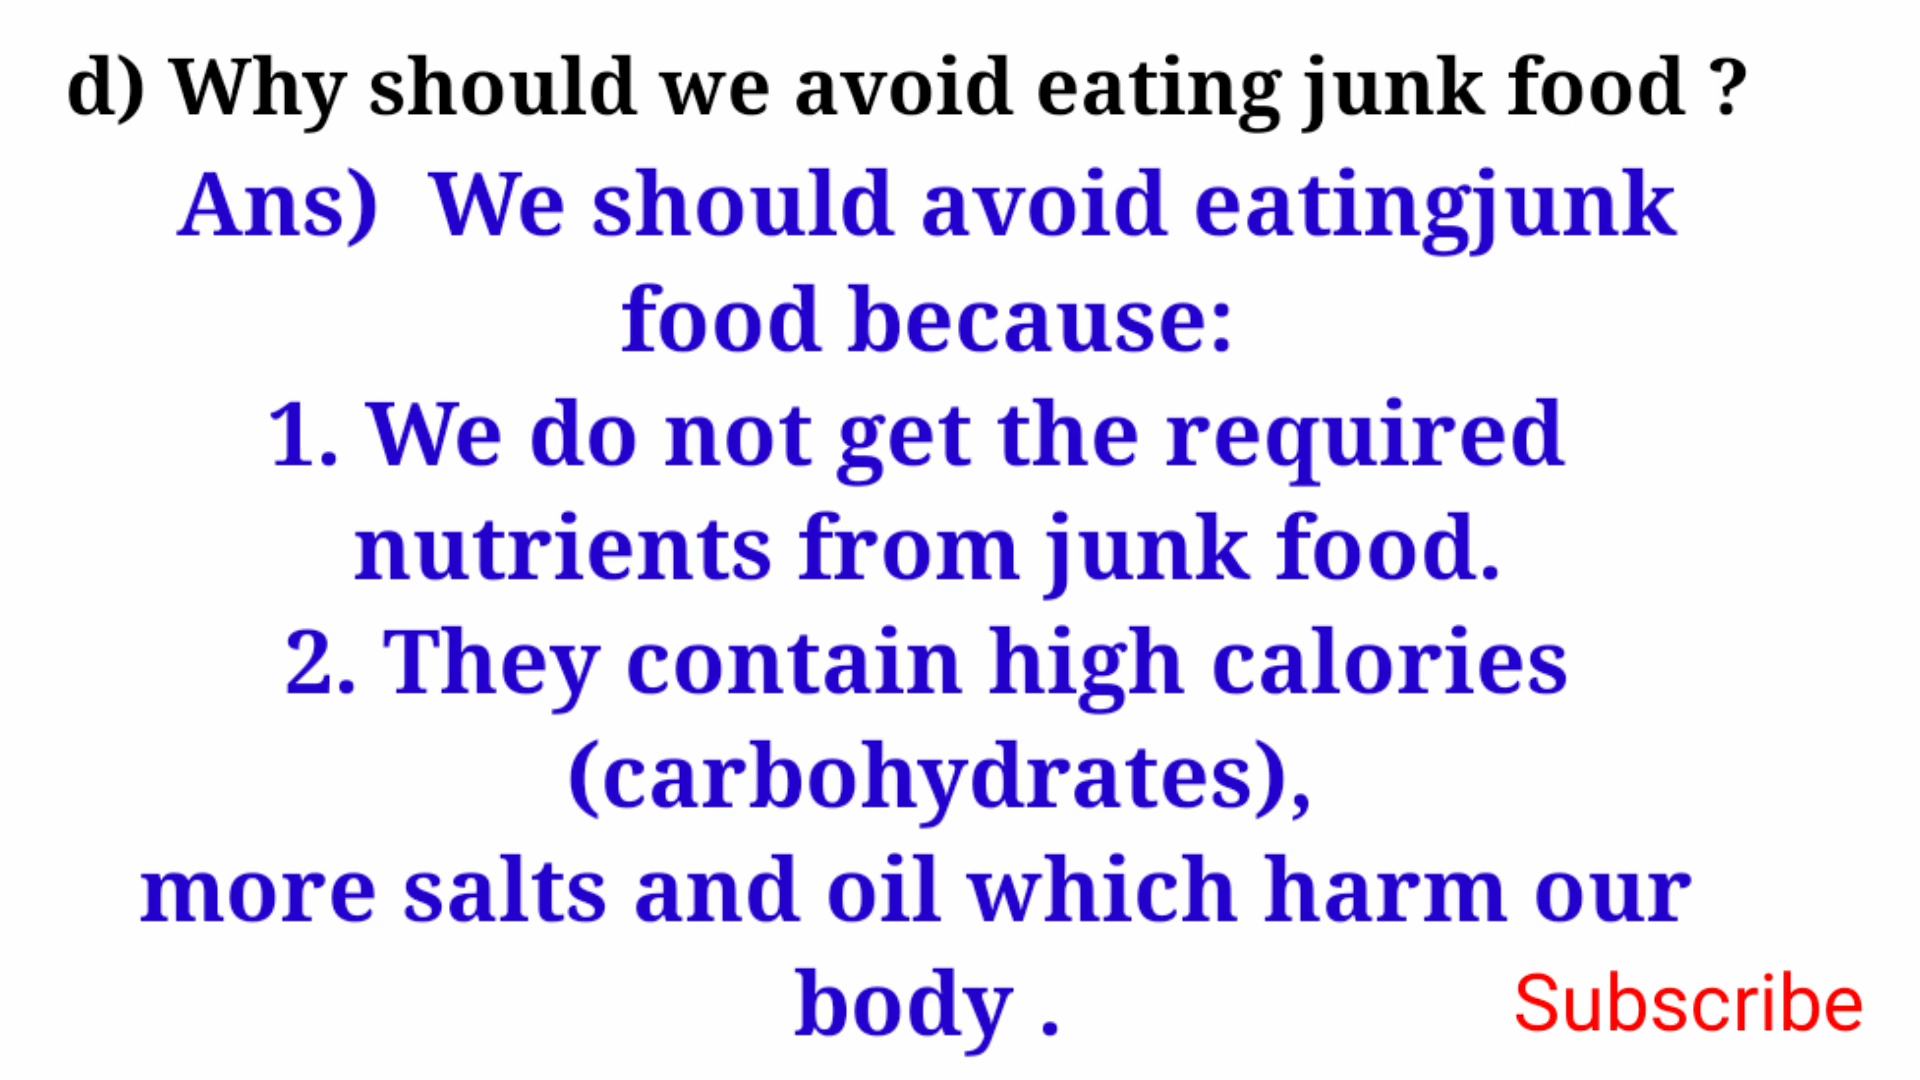 d) Why should we avoid eating junk food ?
Ans)  We should avoid eatingjunk
food because:
1. We do not get the required
nutrients from junk food.
2. They contain high calories
(carbohydrates),
more salts and oil which harm our
body .
Subscribe